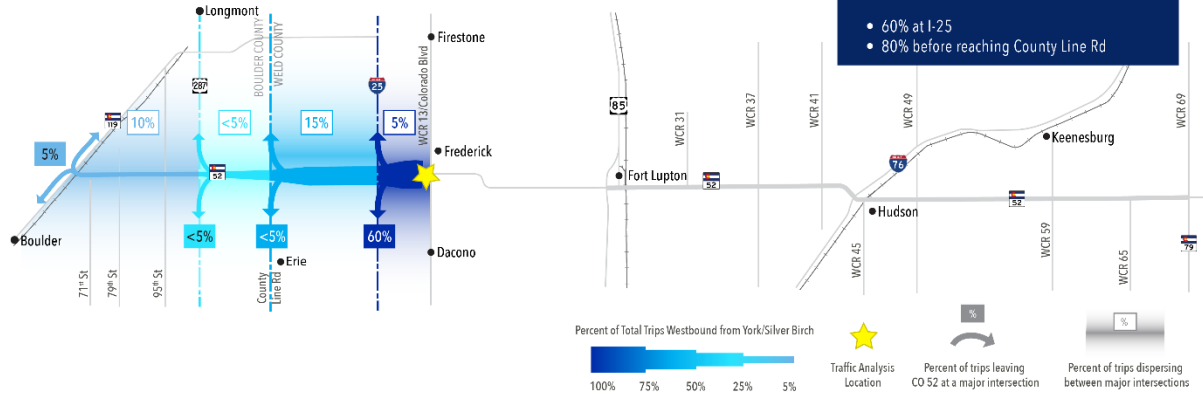 Longmont
• 60% at I-25
• 80% before reaching County Line Rd
Firestone
BOULDER COUNTY
WELD COUNTY
WCR 13/Colorado Blvd
287
25
85
WCR 31
WCR 37
WCR 41
WCR 49
WCR 69
119
10%
<5%
15%
5%
5%
Keenesburg
Frederick
76
52
Fort Lupton
52
52
Hudson
Boulder
<5%
<5%
60%
Erie
Dacono
71st St
79th St
95th St
County
Line Rd
WCR 45
WCR 59
WCR 65
79
Percent of Total Trips Westbound from York/Silver Birch
100% 75% 50% 25% 5%
Traffic Analysis
Location
%
Percent of trips leaving
CO 52 at a major intersection
%
Percent of trips dispersing
between major intersections